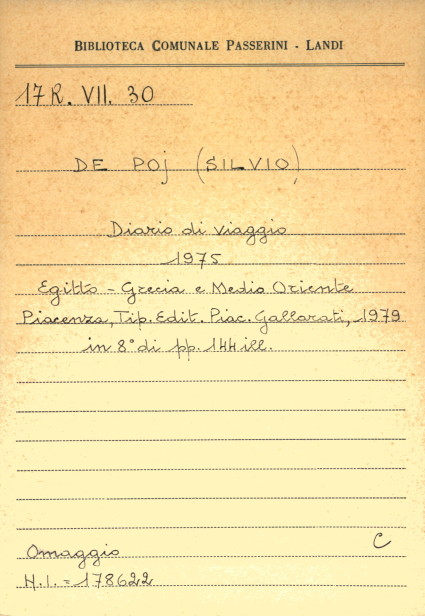 BIBLIOTECA COMUNALE PASSERINI - LANDI
17R. VII. 30
DE POJ (SILVIO)
Diario di viaggio
1975
Egitto - Grecia e Medio Oriente
Piacenza, Tip. Edit. Piac. Gallarati, 1979
in 8° di pp. 144 ill.
C
Omaggio
N.I. = 178622